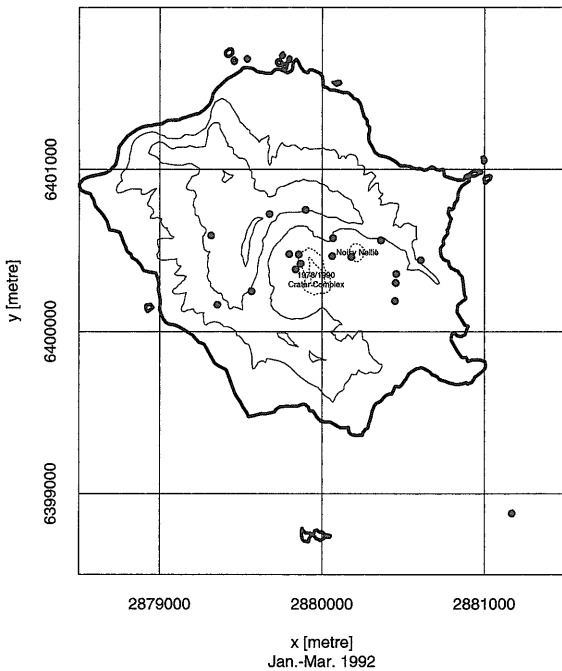 6401000
Noisy Nellie
1978/1990
Crater Complex
y [metre]
6400000
6399000
2879000 2880000 2881000
x [metre]
Jan.-Mar. 1992